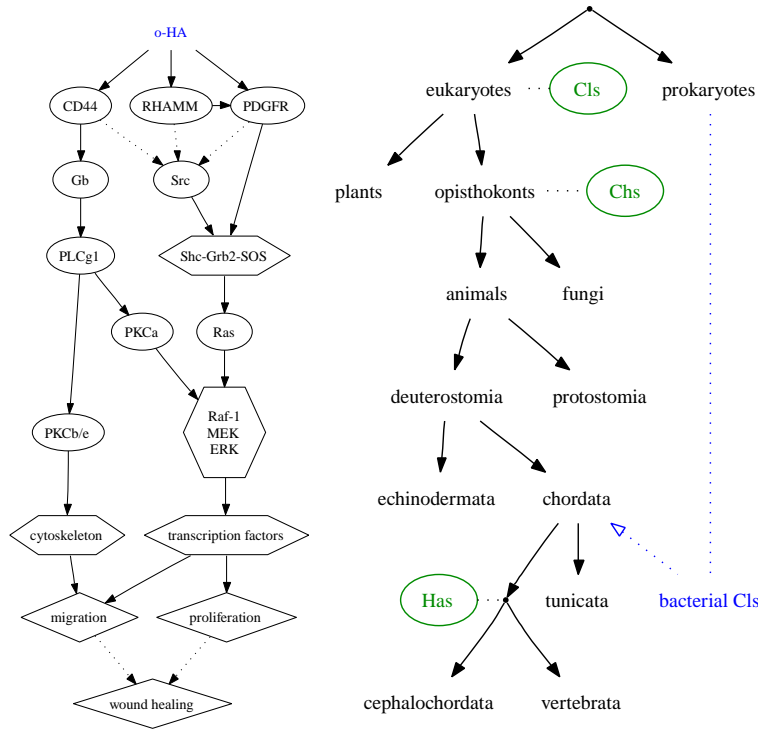 o-HA
CD44
RHAMM
PDGFR
Gb
Src
PLCg1
Shc-Grb2-SOS
PKCa
Ras
PKCb/e
Raf-1
MEK
ERK
cytoskeleton
transcription factors
migration
proliferation
wound healing
eukaryotes
Cls
prokaryotes
plants
opisthokonts
Chs
animals
fungi
deuterostomia
protostomia
echinodermata
chordata
Has
tunicata
bacterial Cls
cephalochordata
vertebrata